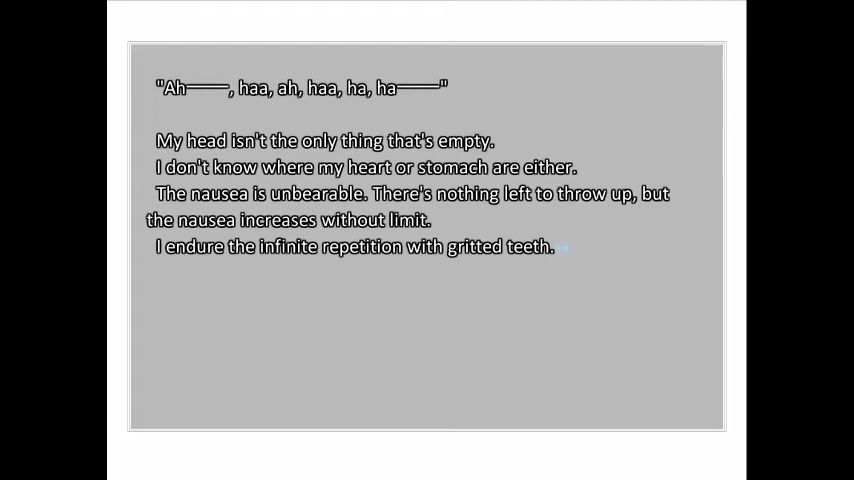 "Ah――, haa, ah, haa, ha, ha――"
My head isn't the only thing that's empty.
I don't know where my heart or stomach are either.
The nausea is unbearable. There's nothing left to throw up, but
the nausea increases without limit.
I endure the infinite repetition with gritted teeth.